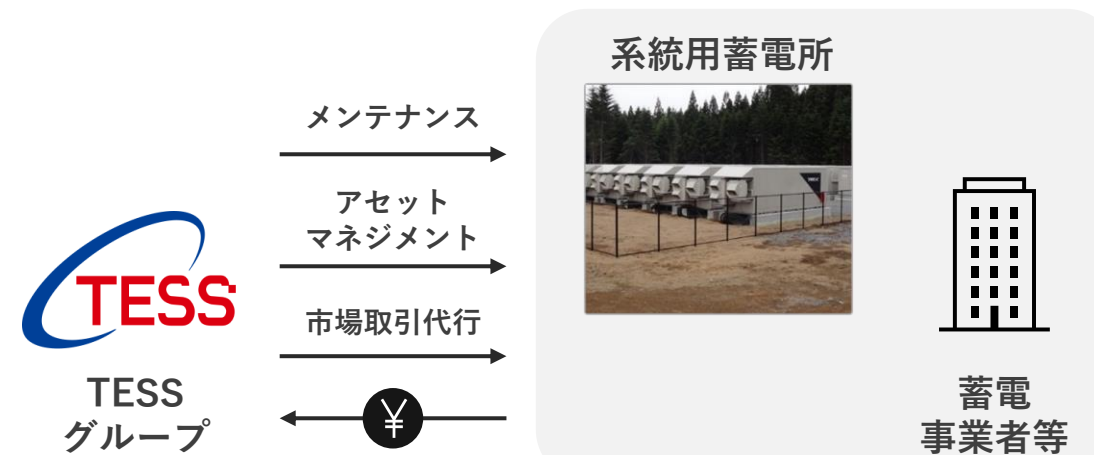 系統用蓄電所
メンテナンス
アセット
マネジメント
TESS
市場取引代行
TESS
グループ
¥
蓄電
事業者等